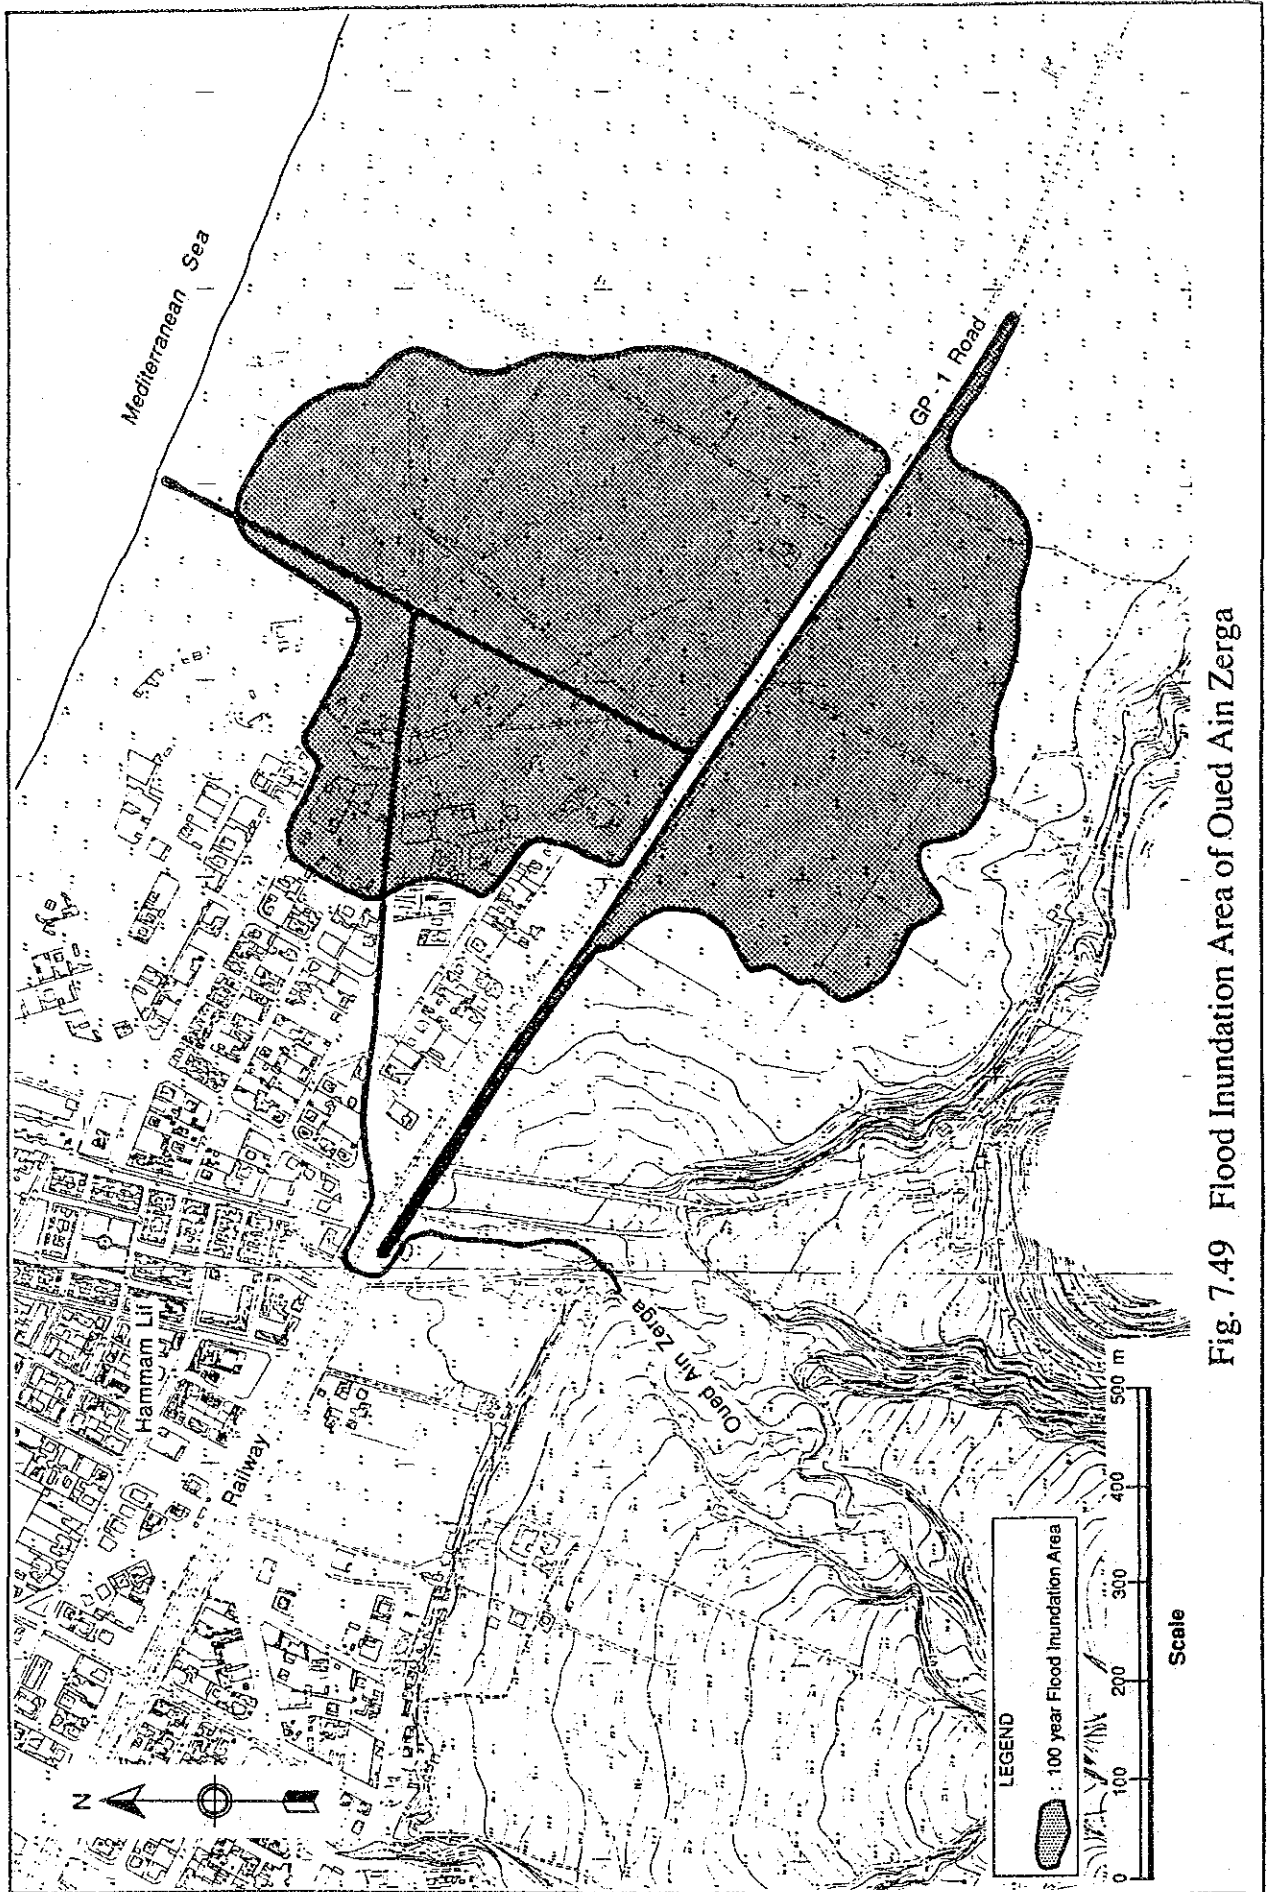 Mediterranean Sea
GP - 1 Road
Hammam Lif
Railway
Oued Ain Zerga
N
LEGEND
: 100 year Flood Inundation Area
0 100 200 300 400 500 m
Scale
Fig. 7.49 Flood Inundation Area of Oued Ain Zerga